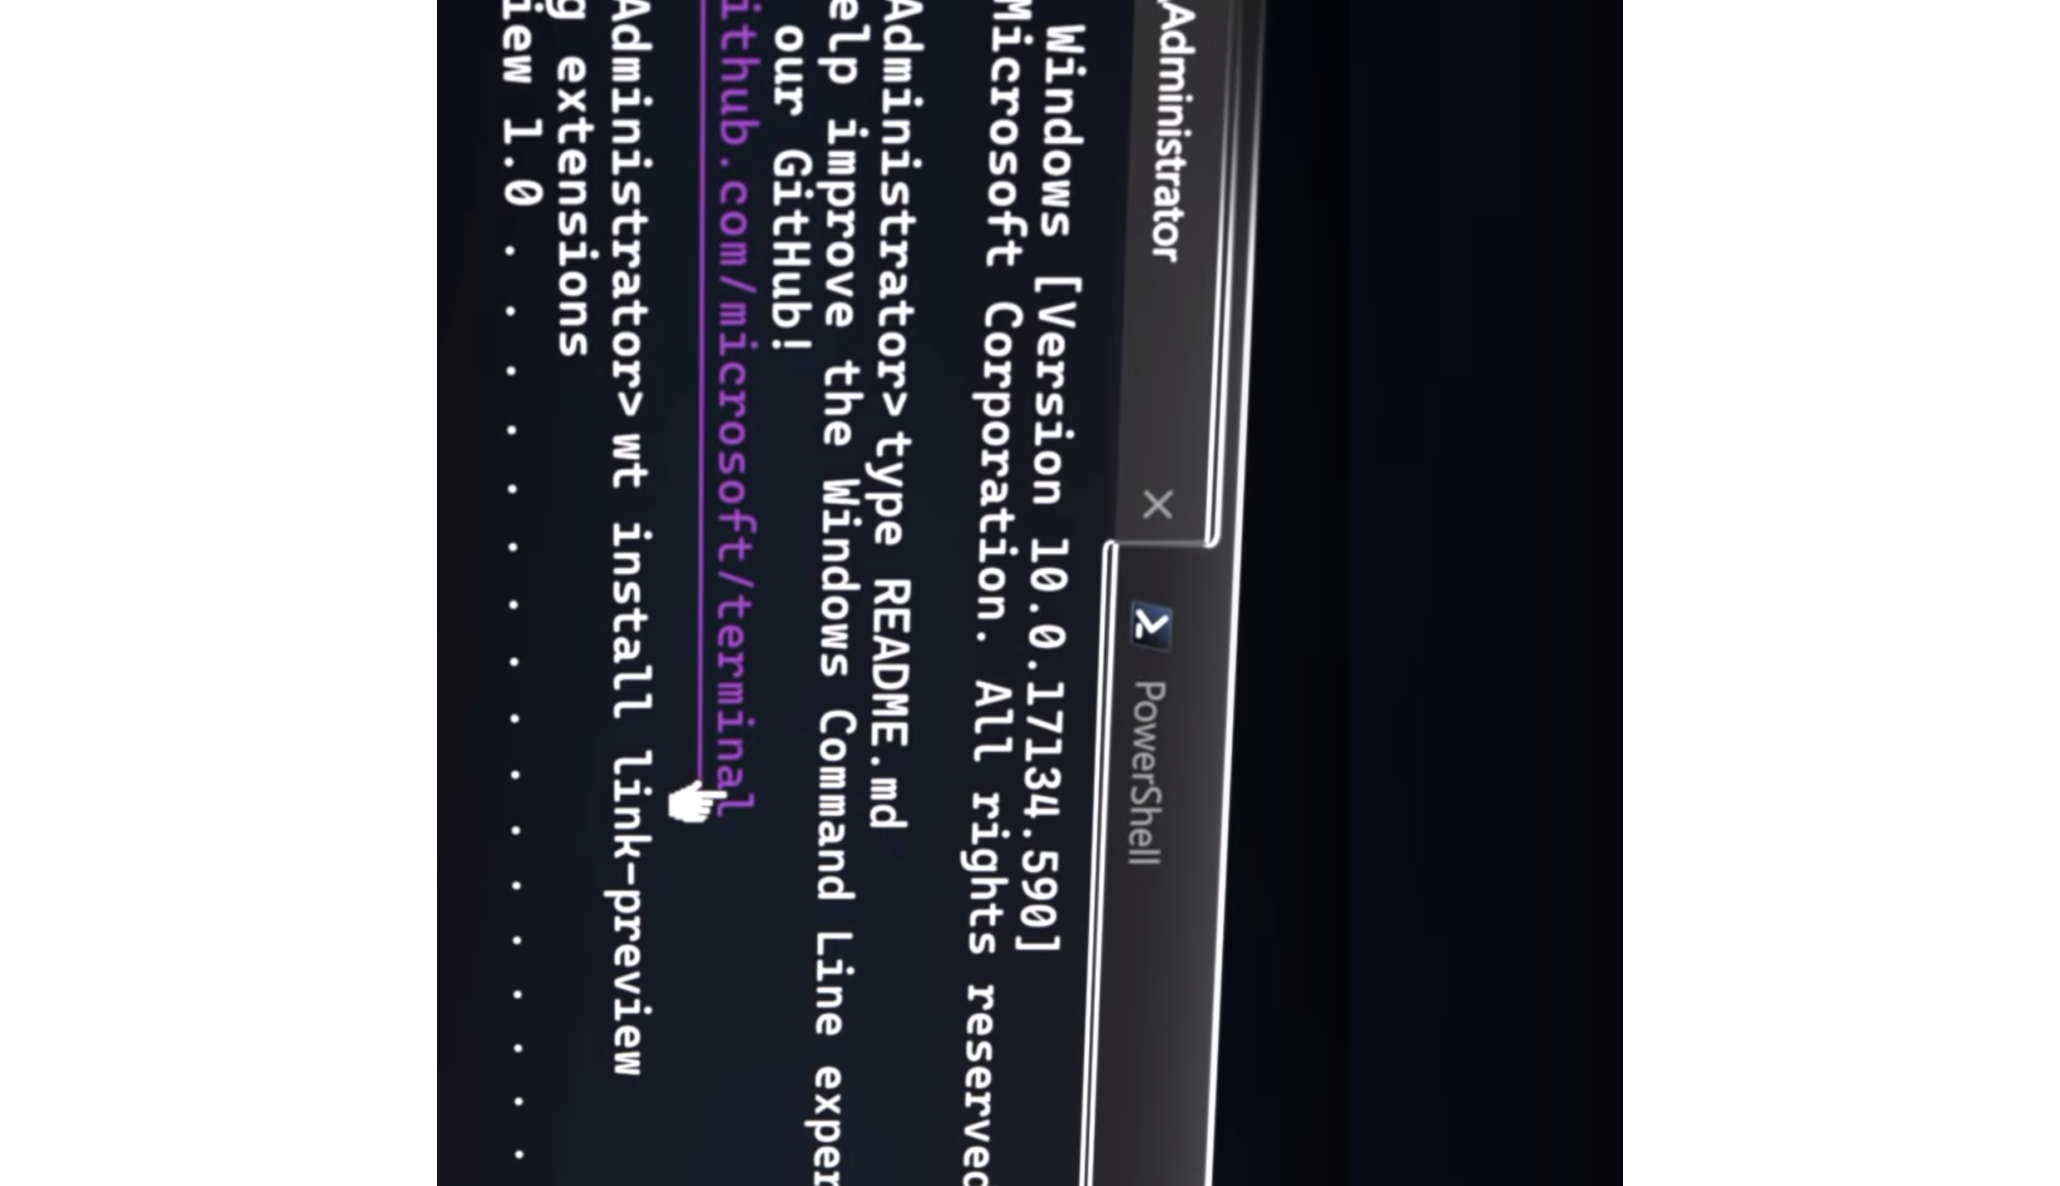 Administrator
PowerShell
Windows [Version 10.0.17134.590]
Microsoft Corporation. All rights reserved
Administrator>type README.md
elp improve the Windows Command Line exper
our GitHub!
ithub.com/microsoft/terminal
Administrator>wt install link-preview
g extensions
iew 1.0 . . . . . . . . . . . . . . . .